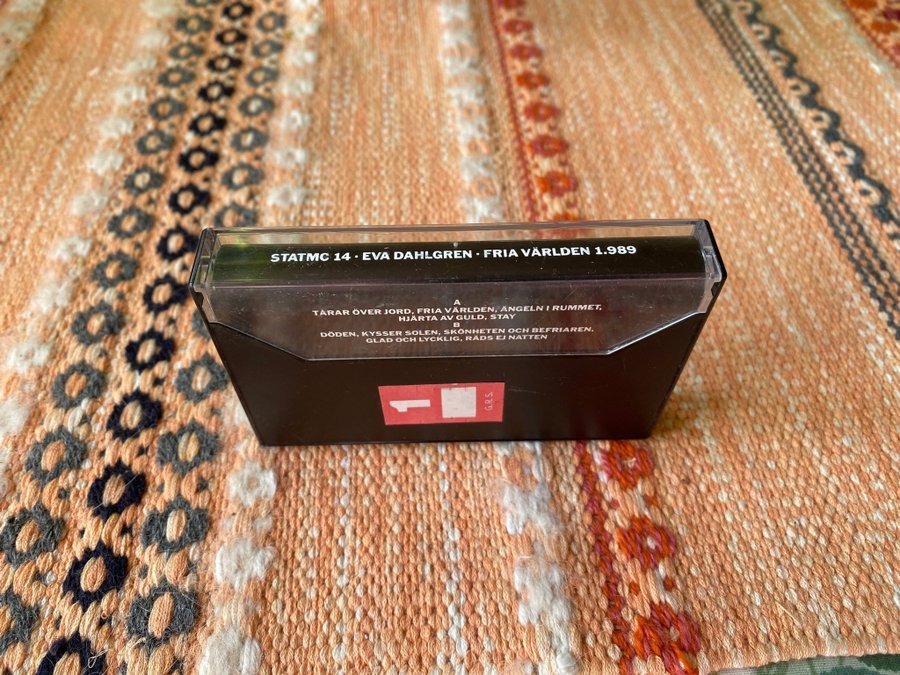 STATMC 14 · EVA DAHLGREN · FRIA VÄRLDEN 1.989
A
TÅRAR ÖVER JORD, FRIA VÄRLDEN, ÄNGELN I RUMMET,
HJÄRTA AV GULD, STAY
B
DÖDEN, KYSSER SOLEN, SKÖNHETEN OCH BEFRIAREN,
GLAD OCH LYCKLIG, RÄDS EJ NATTEN
1
G.R.S.